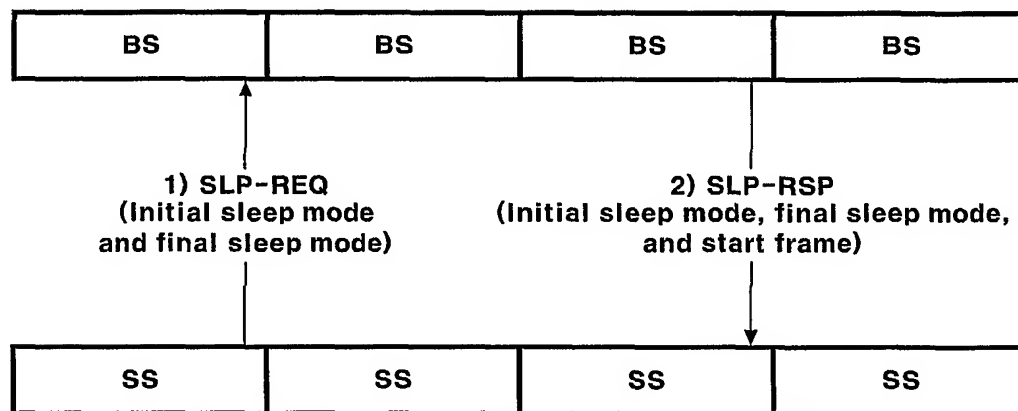 BS BS BS BS
1) SLP-REQ
(Initial sleep mode
and final sleep mode)
2) SLP-RSP
(Initial sleep mode, final sleep mode,
and start frame)
SS SS SS SS